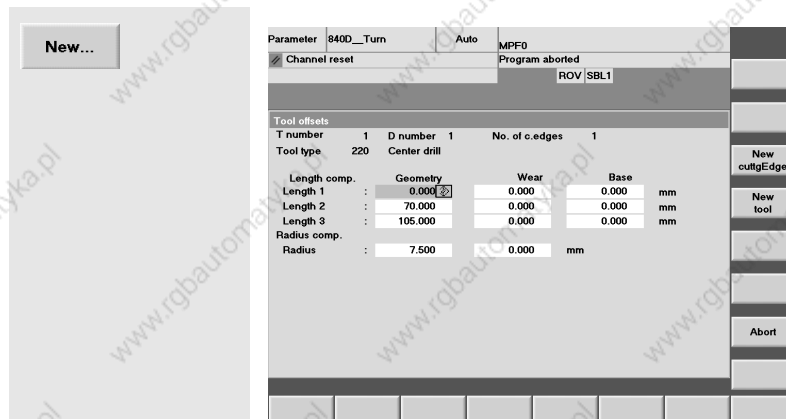 New...
Parameter 840D__Turn Auto MPF0
Channel reset Program aborted
ROV SBL1
Tool offsets
T number 1 D number 1 No. of c.edges 1
Tool type 220 Center drill
Length comp. Geometry Wear Base
Length 1 : 0.000 0.000 0.000 mm
Length 2 : 70.000 0.000 0.000 mm
Length 3 : 105.000 0.000 0.000 mm
Radius comp.
Radius : 7.500 0.000 mm
New
cuttgEdge
New
tool
Abort
www.rgbautomatyka.pl